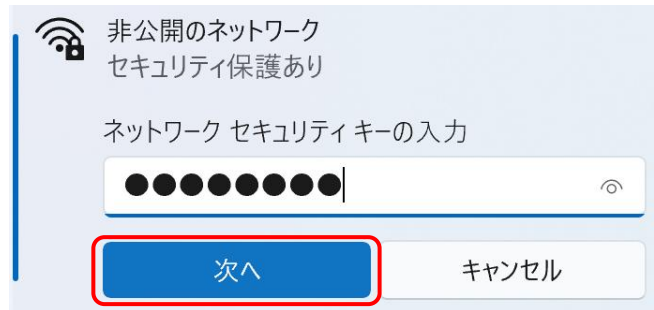 非公開のネットワーク
セキュリティ保護あり
ネットワーク セキュリティ キーの入力
●●●●●●●●
次へ
キャンセル